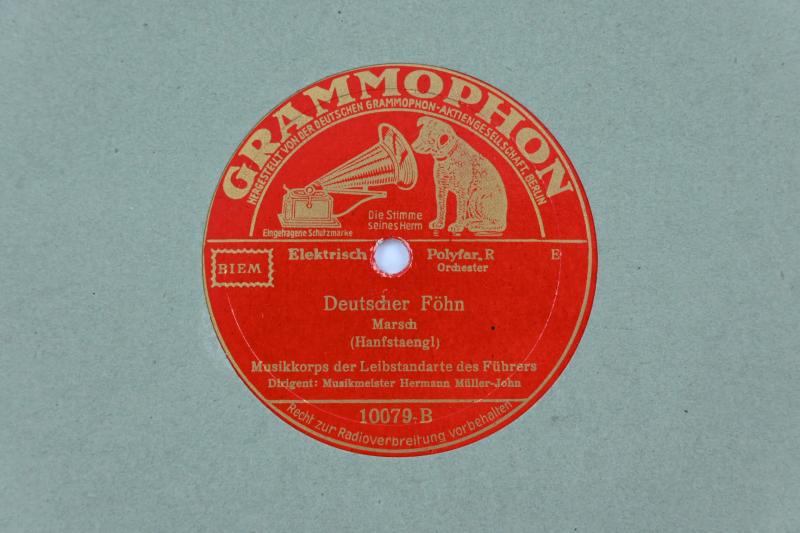 GRAMMOPHON
HERGESTELLT VON DER DEUTSCHEN GRAMMOPHON-AKTIENGESELLSCHAFT, BERLIN
Die Stimme
seines Herrn
Eingetragene Schutzmarke
BIEM
Elektrisch Polyfar R E
Orchester
Deutscher Föhn
Marsch
(Hanfstaengl)
Musikkorps der Leibstandarte des Führers
Dirigent: Musikmeister Hermann Müller-John
10079-B
Recht zur Radioverbreitung vorbehalten